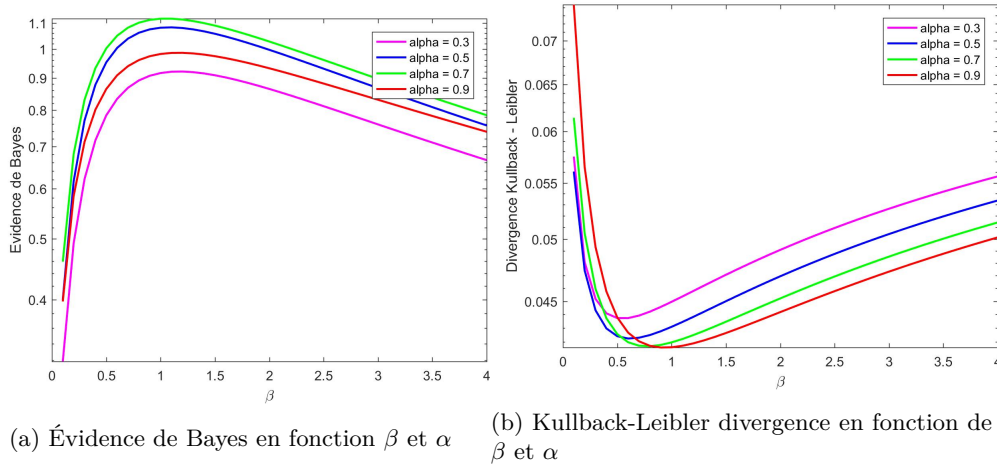 Evidence de Bayes
1.1
1
0.9
0.8
0.7
0.6
0.5
0.4
0 0.5 1 1.5 2 2.5 3 3.5 4
β
alpha = 0.3
alpha = 0.5
alpha = 0.7
alpha = 0.9
(a) Évidence de Bayes en fonction β et α
Divergence Kullback - Leibler
0.07
0.065
0.06
0.055
0.05
0.045
0 0.5 1 1.5 2 2.5 3 3.5 4
β
alpha = 0.3
alpha = 0.5
alpha = 0.7
alpha = 0.9
(b) Kullback-Leibler divergence en fonction de
β et α